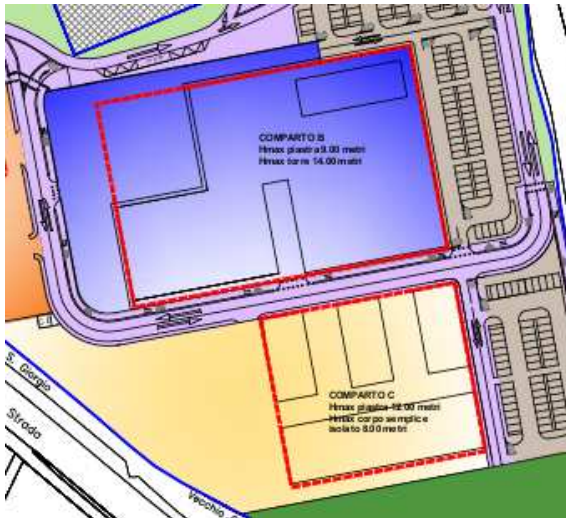 VIA
COMPARTO B
Hmax piastra 9.00 metri
Hmax torre 14.00 metri
COMPARTO C
Hmax piastra 12.00 metri
Hmax corpo semplice
isolato 8.00 metri
S. Giorgio
Strada
Vecchio